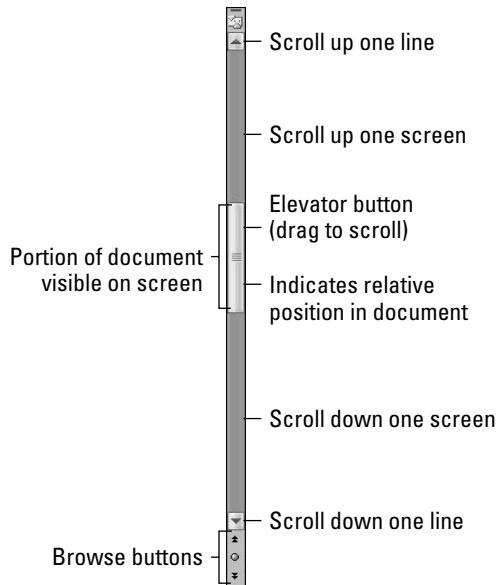 Scroll up one line
Scroll up one screen
Elevator button
(drag to scroll)
Portion of document
visible on screen
Indicates relative
position in document
Scroll down one screen
Scroll down one line
Browse buttons